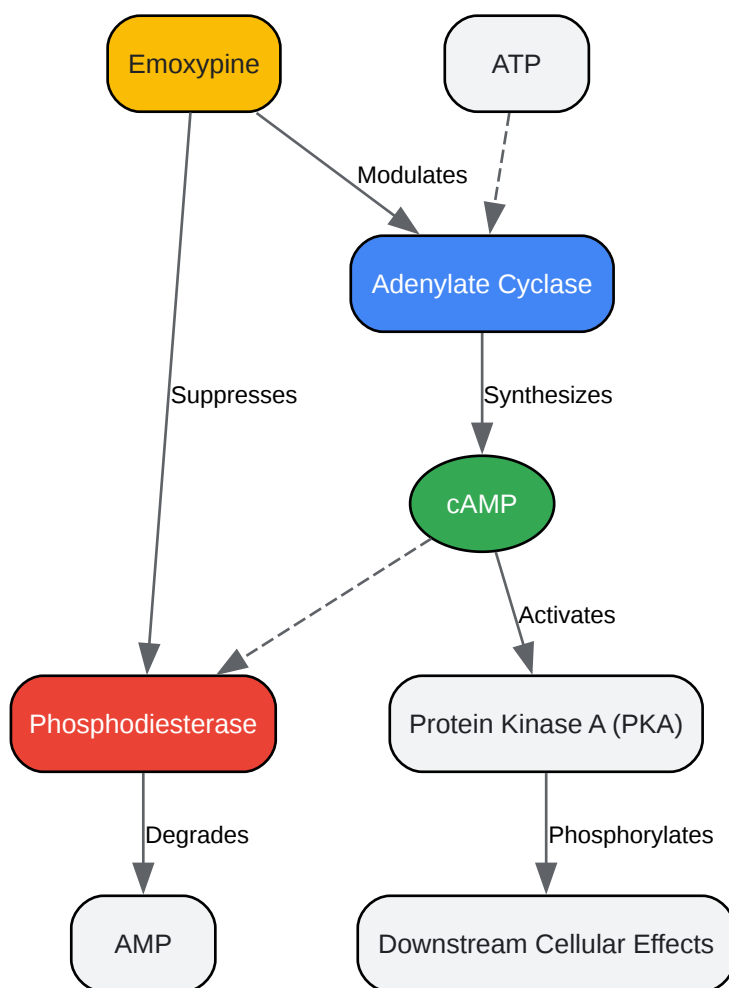 Emoxypine
ATP
Modulates
Adenylate Cyclase
Suppresses
Synthesizes
cAMP
Activates
Phosphodiesterase
Protein Kinase A (PKA)
Degrades
Phosphorylates
AMP
Downstream Cellular Effects